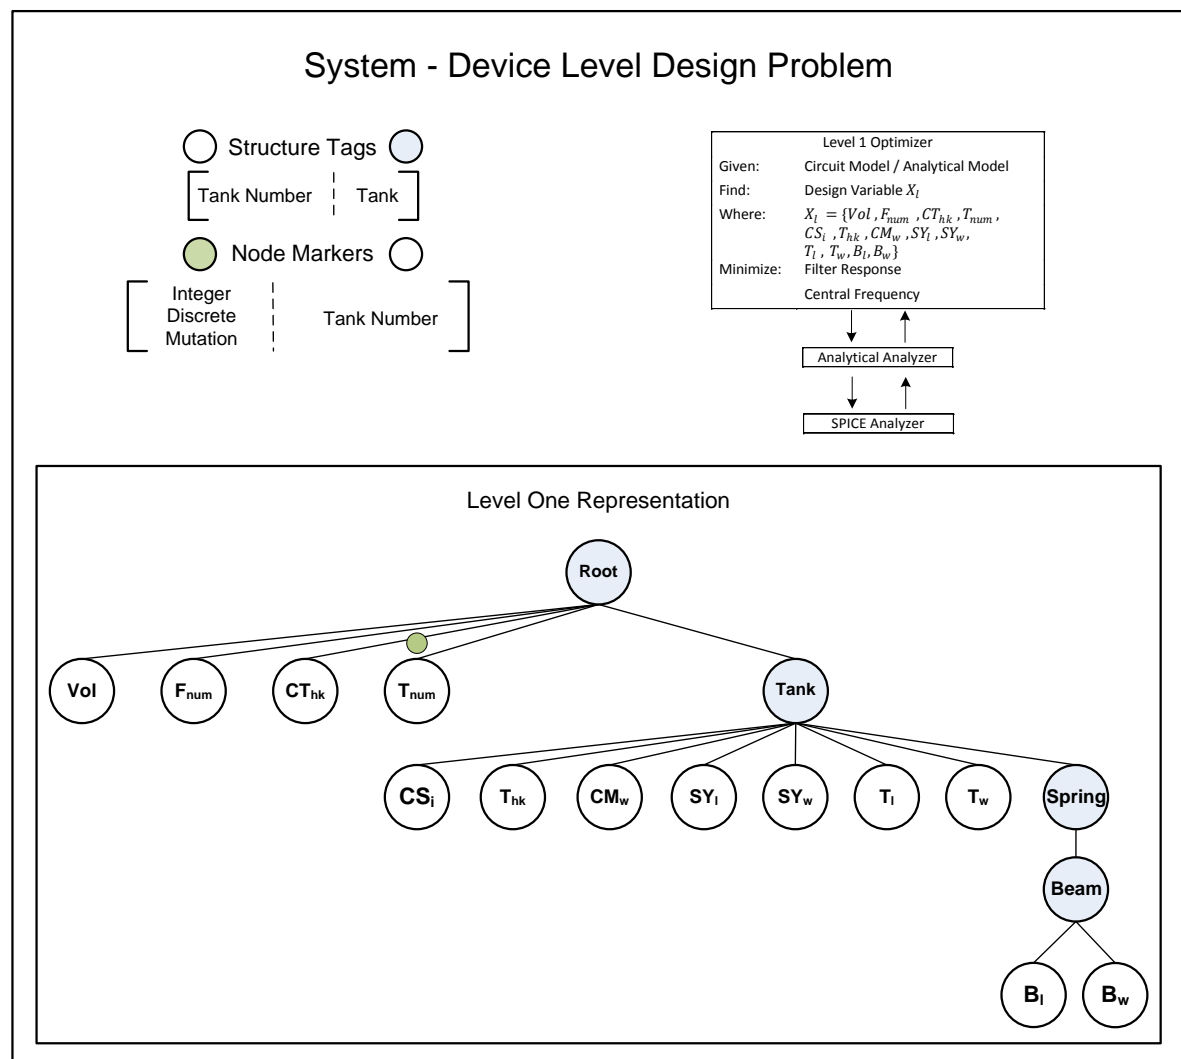 System - Device Level Design Problem
Structure Tags
Tank Number
Tank
Node Markers
Integer
Discrete
Mutation
Tank Number
Level 1 Optimizer
Given: Circuit Model / Analytical Model
Find: Design Variable X_l
Where: X_l = {Vol , F_num , CT_hk , T_num ,
CS_i , T_hk , CM_w , SY_l , SY_w ,
T_l , T_w , B_l , B_w}
Minimize: Filter Response
Central Frequency
Analytical Analyzer
SPICE Analyzer
Level One Representation
Root
Vol
F_num
CT_hk
T_num
Tank
CS_i
T_hk
CM_w
SY_l
SY_w
T_l
T_w
Spring
Beam
B_l
B_w